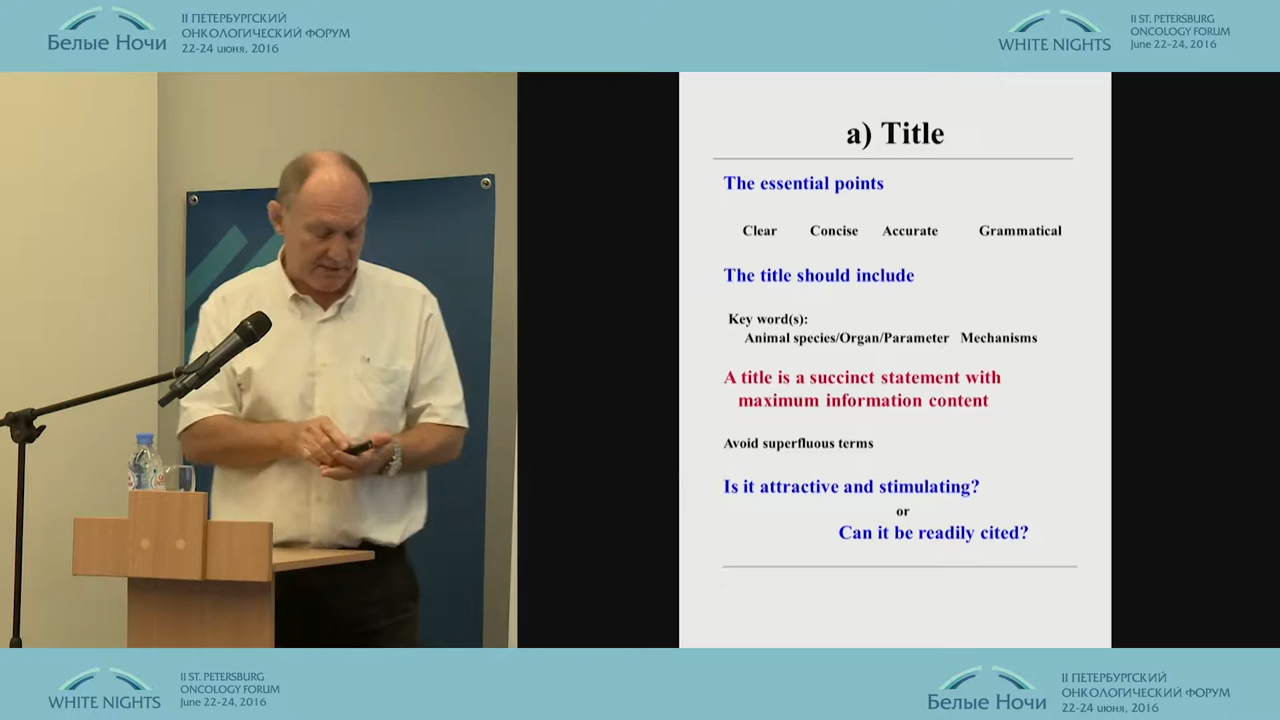 Белые Ночи
II ПЕТЕРБУРГСКИЙ
ОНКОЛОГИЧЕСКИЙ ФОРУМ
22-24 июня, 2016
WHITE NIGHTS
II ST. PETERSBURG
ONCOLOGY FORUM
June 22-24, 2016
a) Title
The essential points
Clear Concise Accurate Grammatical
The title should include
Key word(s):
Animal species/Organ/Parameter Mechanisms
A title is a succinct statement with
maximum information content
Avoid superfluous terms
Is it attractive and stimulating?
or
Can it be readily cited?
WHITE NIGHTS
II ST. PETERSBURG
ONCOLOGY FORUM
June 22-24, 2016
Белые Ночи
II ПЕТЕРБУРГСКИЙ
ОНКОЛОГИЧЕСКИЙ ФОРУМ
22-24 июня, 2016